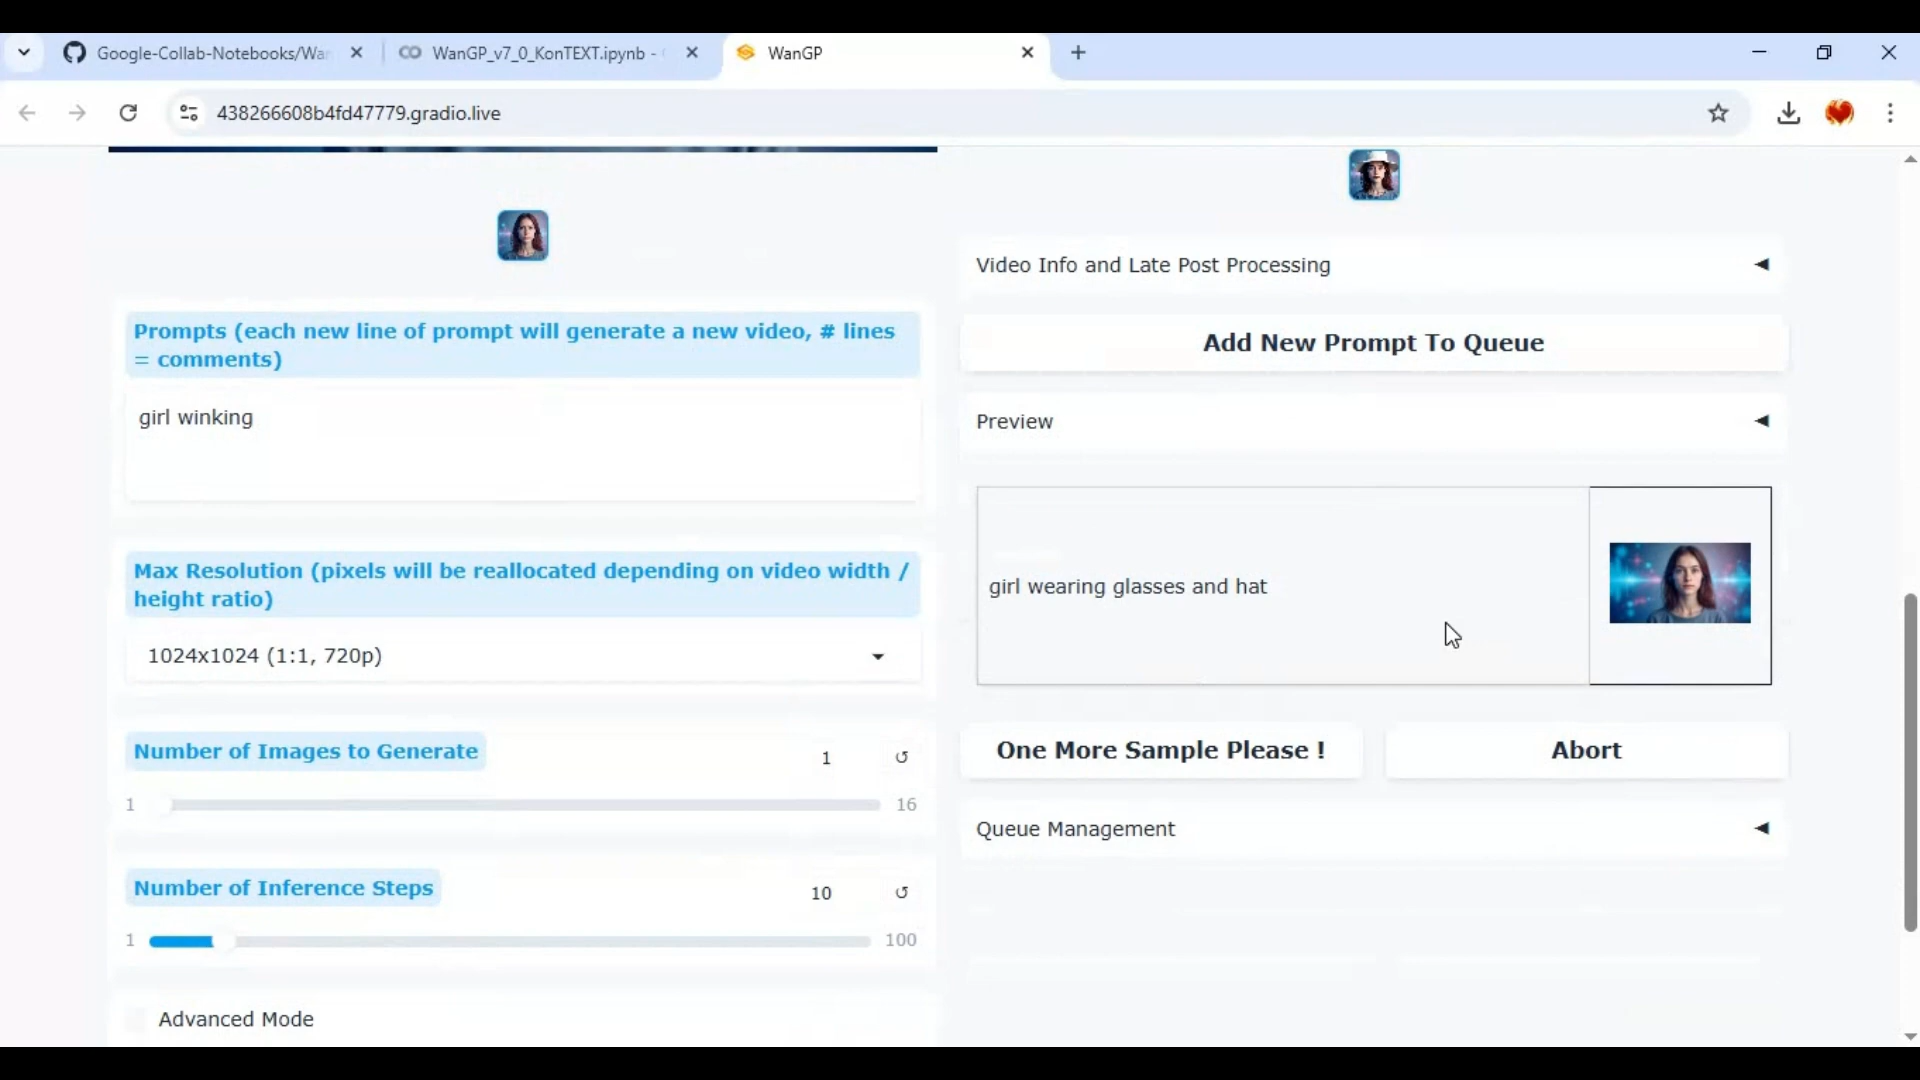 Google-Collab-Notebooks/Wan
WanGP_v7_0_KonTEXT.ipynb -
WanGP
438266608b4fd47779.gradio.live
Prompts (each new line of prompt will generate a new video, # lines
= comments)
girl winking
Max Resolution (pixels will be reallocated depending on video width /
height ratio)
1024x1024 (1:1, 720p)
Number of Images to Generate
1
1
16
Number of Inference Steps
10
1
100
Advanced Mode
Video Info and Late Post Processing
Add New Prompt To Queue
Preview
girl wearing glasses and hat
One More Sample Please !
Abort
Queue Management